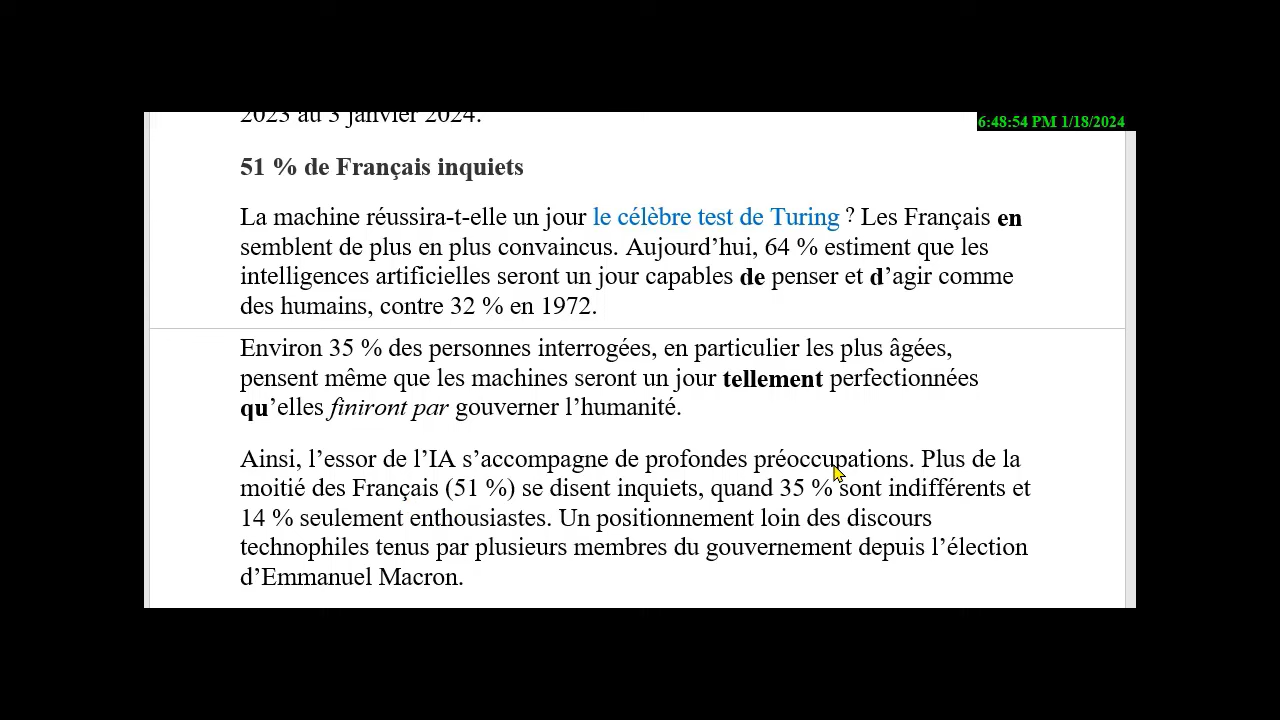 2023 au 3 janvier 2024.
6:48:54 PM 1/18/2024
51 % de Français inquiets
La machine réussira-t-elle un jour le célèbre test de Turing ? Les Français en
semblent de plus en plus convaincus. Aujourd’hui, 64 % estiment que les
intelligences artificielles seront un jour capables de penser et d’agir comme
des humains, contre 32 % en 1972.
Environ 35 % des personnes interrogées, en particulier les plus âgées,
pensent même que les machines seront un jour tellement perfectionnées
qu’elles finiront par gouverner l’humanité.
Ainsi, l’essor de l’IA s’accompagne de profondes préoccupations. Plus de la
moitié des Français (51 %) se disent inquiets, quand 35 % sont indifférents et
14 % seulement enthousiastes. Un positionnement loin des discours
technophiles tenus par plusieurs membres du gouvernement depuis l’élection
d’Emmanuel Macron.